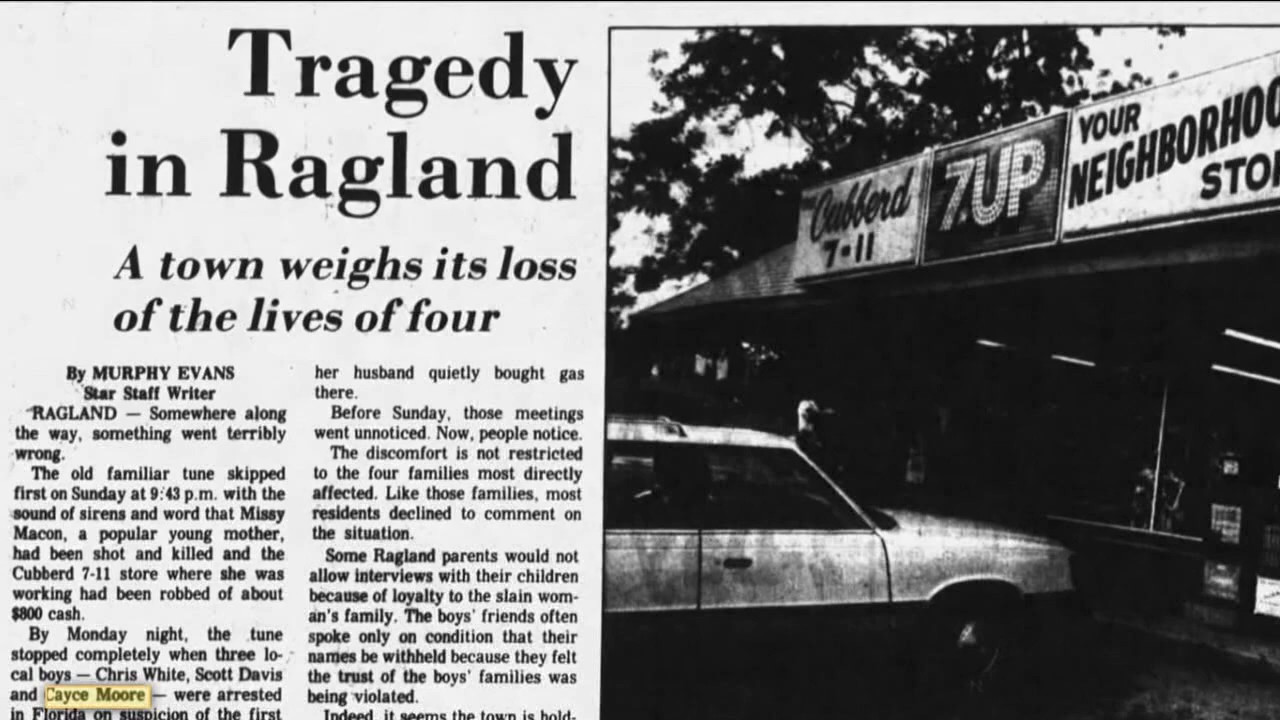 Tragedy
in Ragland
A town weighs its loss
of the lives of four
By MURPHY EVANS
Star Staff Writer
RAGLAND — Somewhere along
the way, something went terribly
wrong.
The old familiar tune skipped
first on Sunday at 9:43 p.m. with the
sound of sirens and word that Missy
Macon, a popular young mother,
had been shot and killed and the
Cubberd 7-11 store where she was
working had been robbed of about
$800 cash.
By Monday night, the tune
stopped completely when three lo-
cal boys — Chris White, Scott Davis
and Cayce Moore — were arrested
in Florida on suspicion of the first
her husband quietly bought gas
there.
Before Sunday, those meetings
went unnoticed. Now, people notice.
The discomfort is not restricted
to the four families most directly
affected. Like those families, most
residents declined to comment on
the situation.
Some Ragland parents would not
allow interviews with their children
because of loyalty to the slain wom-
an's family. The boys' friends often
spoke only on condition that their
names be withheld because they felt
the trust of the boys' families was
being violated.
Indeed, it seems the town is hold-
Cubberd
7-11
7UP
YOUR
NEIGHBORHOO
STO